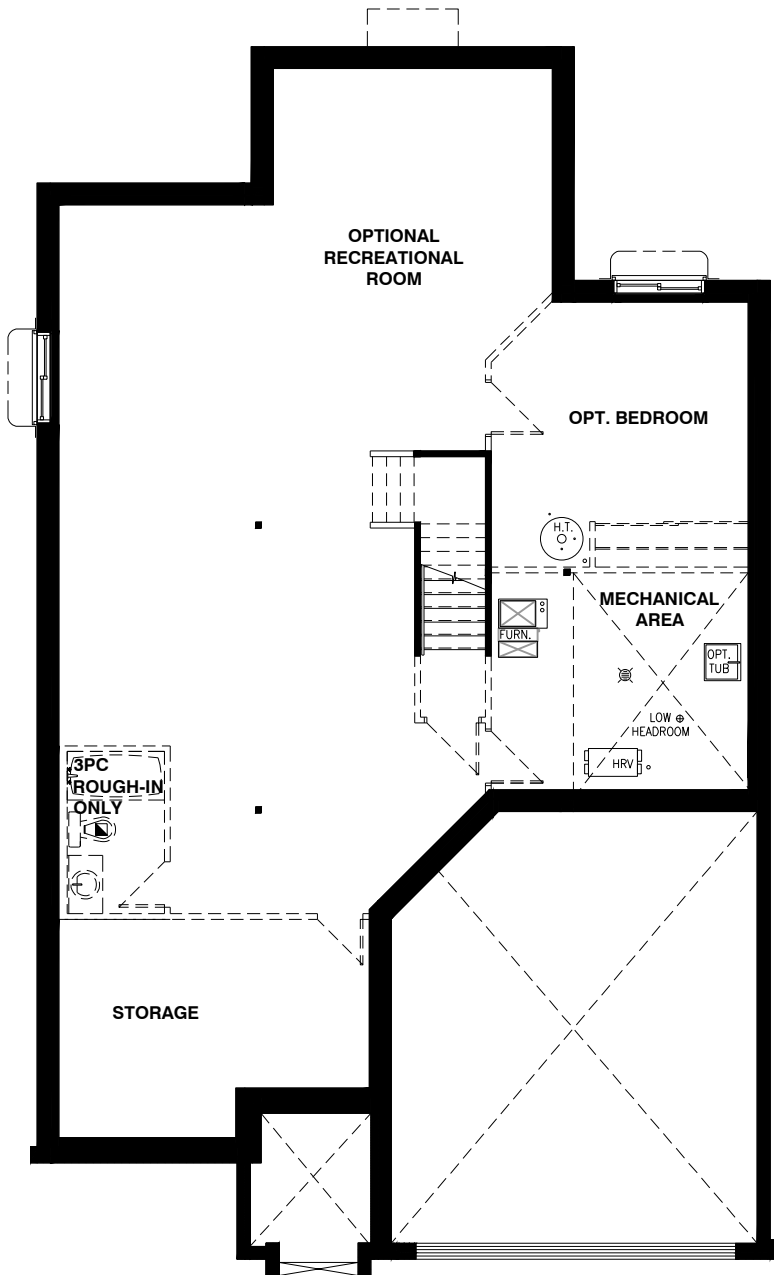 OPTIONAL
RECREATIONAL
ROOM
OPT. BEDROOM
H.T.
MECHANICAL
AREA
FURN.
OPT.
TUB
LOW
HEADROOM
HRV
3PC
ROUGH-IN
ONLY
STORAGE